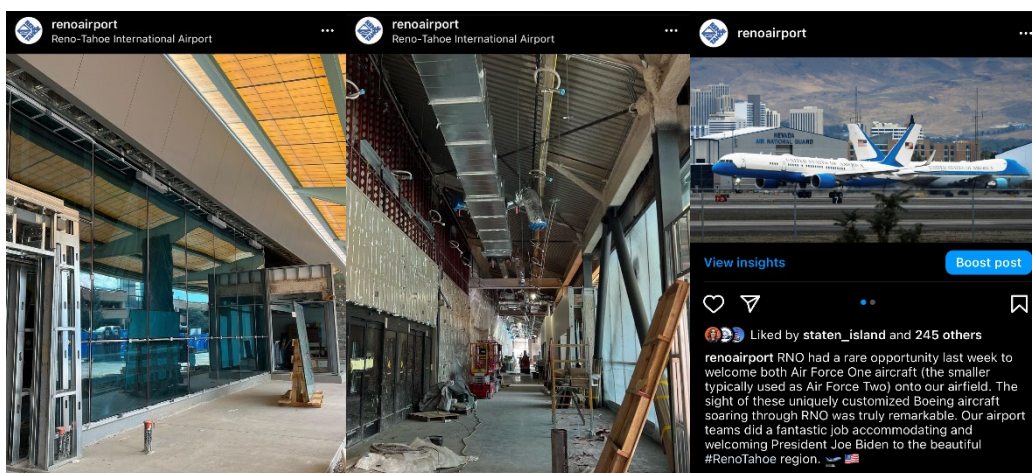 renoairport
Reno-Tahoe International Airport
renoairport
Reno-Tahoe International Airport
renoairport
NEVADA
AIR NATIONAL GUARD
UNITED STATES OF AMERICA
View insights
Boost post
Liked by staten_island and 245 others
renoairport RNO had a rare opportunity last week to
welcome both Air Force One aircraft (the smaller
typically used as Air Force Two) onto our airfield. The
sight of these uniquely customized Boeing aircraft
soaring through RNO was truly remarkable. Our airport
teams did a fantastic job accommodating and
welcoming President Joe Biden to the beautiful
#RenoTahoe region. 🛩️🇺🇸